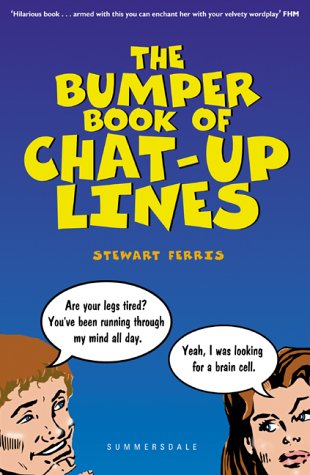 'Hilarious book . . . armed with this you can enchant her with your velvety wordplay' FHM
THE
BUMPER
BOOK OF
CHAT-UP
LINES
STEWART FERRIS
Are your legs tired?
You've been running through
my mind all day.
Yeah, I was looking
for a brain cell.
SUMMERSDALE